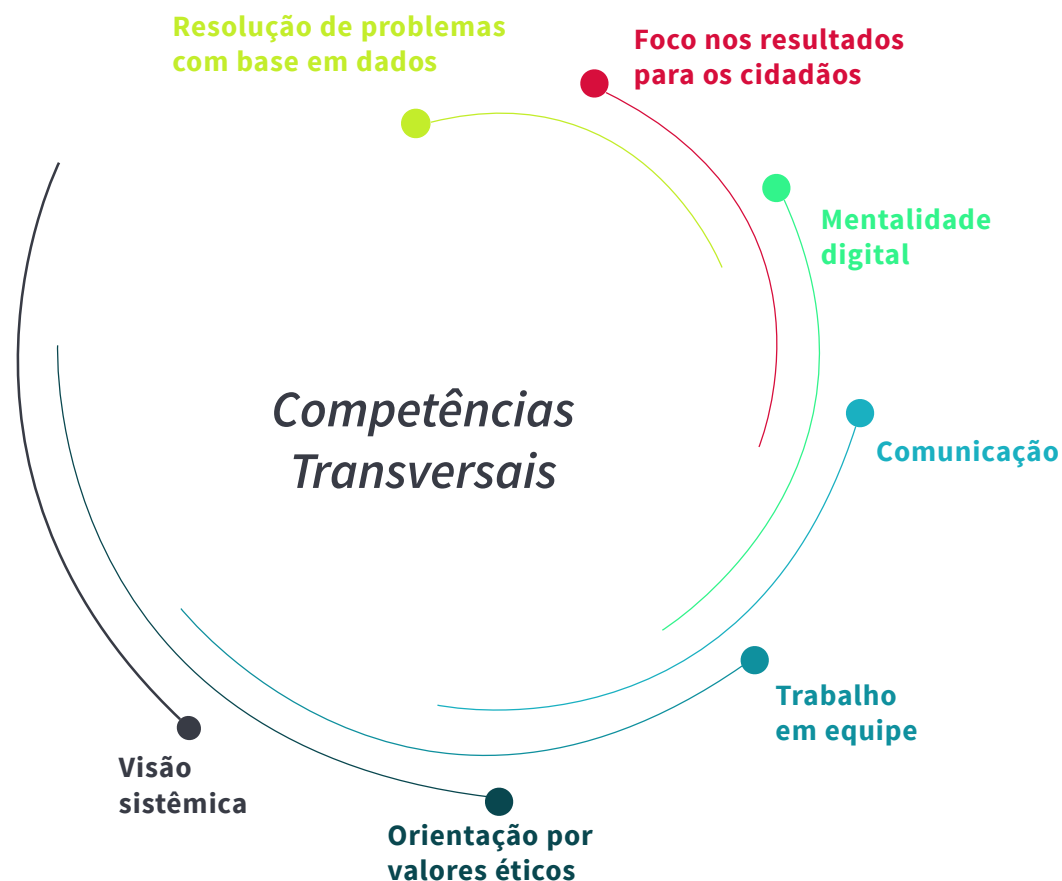 Resolução de problemas
com base em dados
Foco nos resultados
para os cidadãos
Mentalidade
digital
Competências
Transversais
Comunicação
Trabalho
em equipe
Visão
sistêmica
Orientação por
valores éticos